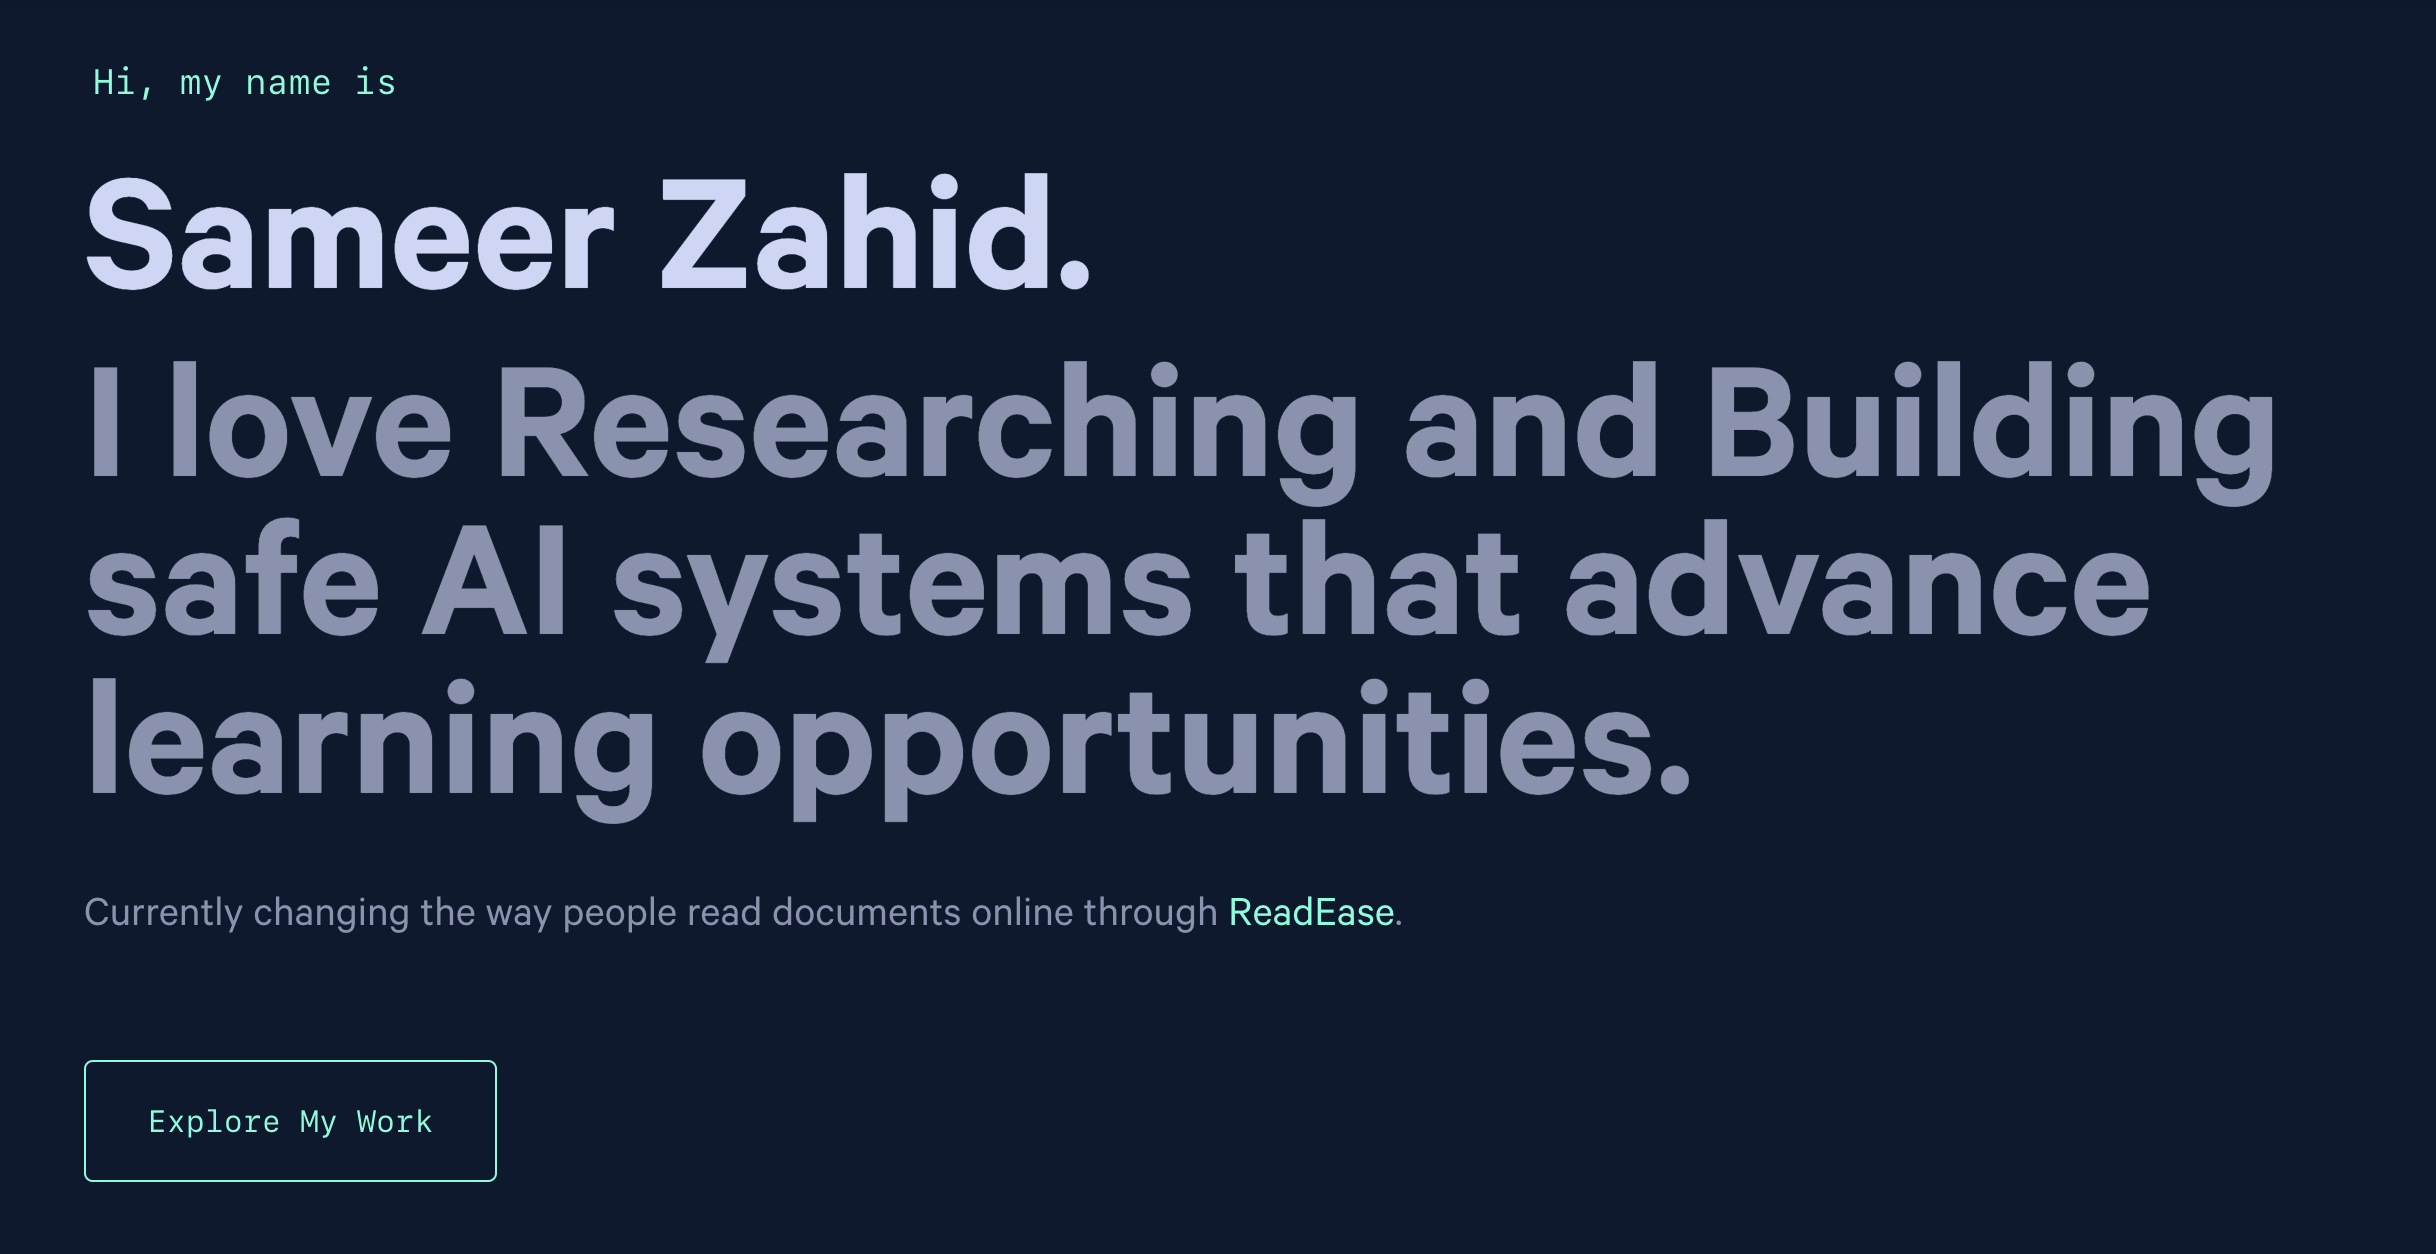 Hi, my name is
Sameer Zahid.
I love Researching and Building
safe AI systems that advance
learning opportunities.
Currently changing the way people read documents online through ReadEase.
Explore My Work